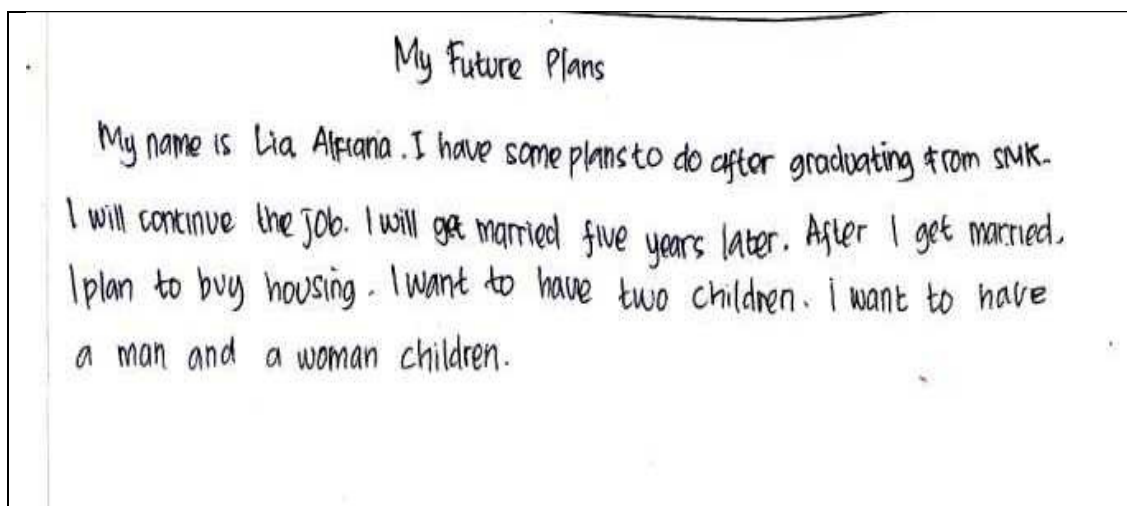 My Future Plans
My name is Lia Alfiana. I have some plans to do after graduating from SMK.
I will continue the job. I will get married five years later. After I get married,
I plan to buy housing. I want to have two children. i want to have
a man and a woman children.